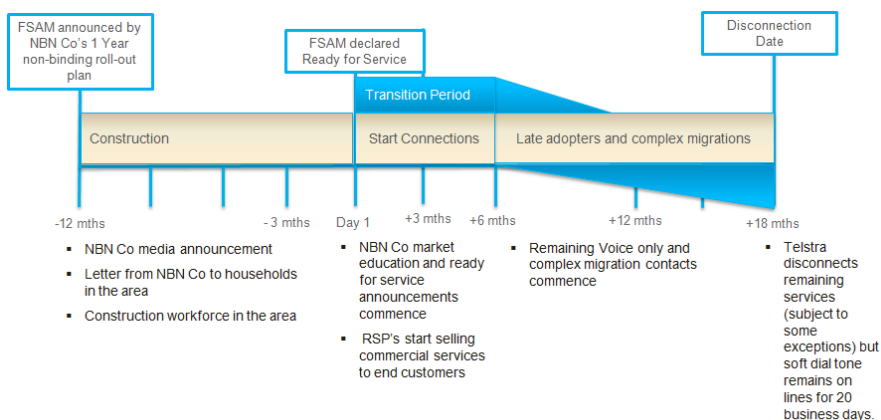 FSAM announced by
NBN Co's 1 Year
non-binding roll-out
plan
FSAM declared
Ready for Service
Disconnection
Date
Transition Period
Construction
Start Connections
Late adopters and complex migrations
-12 mths
- 3 mths
Day 1
+3 mths
+6 mths
+12 mths
+18 mths
▪ NBN Co media announcement
▪ Letter from NBN Co to households
in the area
▪ Construction workforce in the area
▪ NBN Co market
education and ready
for service
announcements
commence
▪ RSP's start selling
commercial services
to end customers
▪ Remaining Voice only and
complex migration contacts
commence
▪ Telstra
disconnects
remaining
services
(subject to
some
exceptions) but
soft dial tone
remains on
lines for 20
business days.